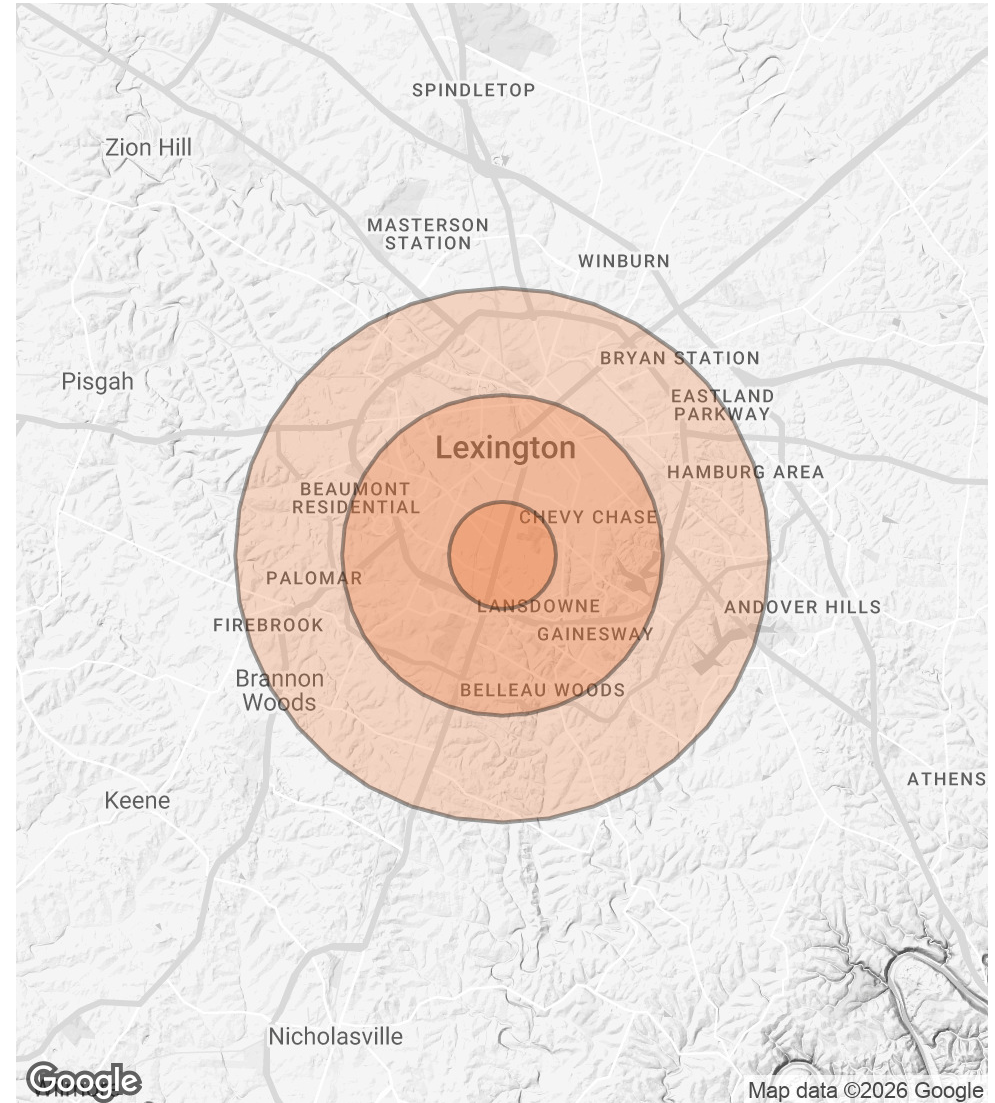 SPINDLETOP
Zion Hill
MASTERSON
STATION
WINBURN
BRYAN STATION
Pisgah
EASTLAND
PARKWAY
Lexington
HAMBURG AREA
BEAUMONT
RESIDENTIAL
CHEVY CHASE
PALOMAR
LANSDOWNE
ANDOVER HILLS
FIREBROOK
GAINESWAY
Brannon
Woods
BELLEAU WOODS
ATHENS
Keene
Nicholasville
Google
Map data ©2026 Google